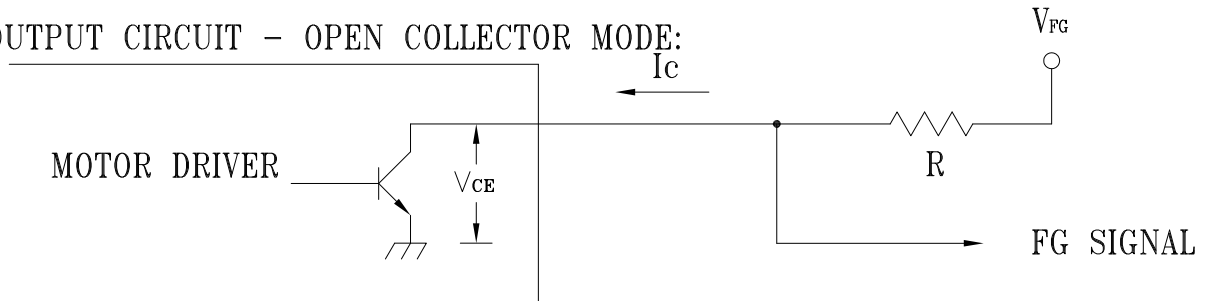 OUTPUT CIRCUIT - OPEN COLLECTOR MODE:
Ic
VFG
MOTOR DRIVER
VCE
R
FG SIGNAL